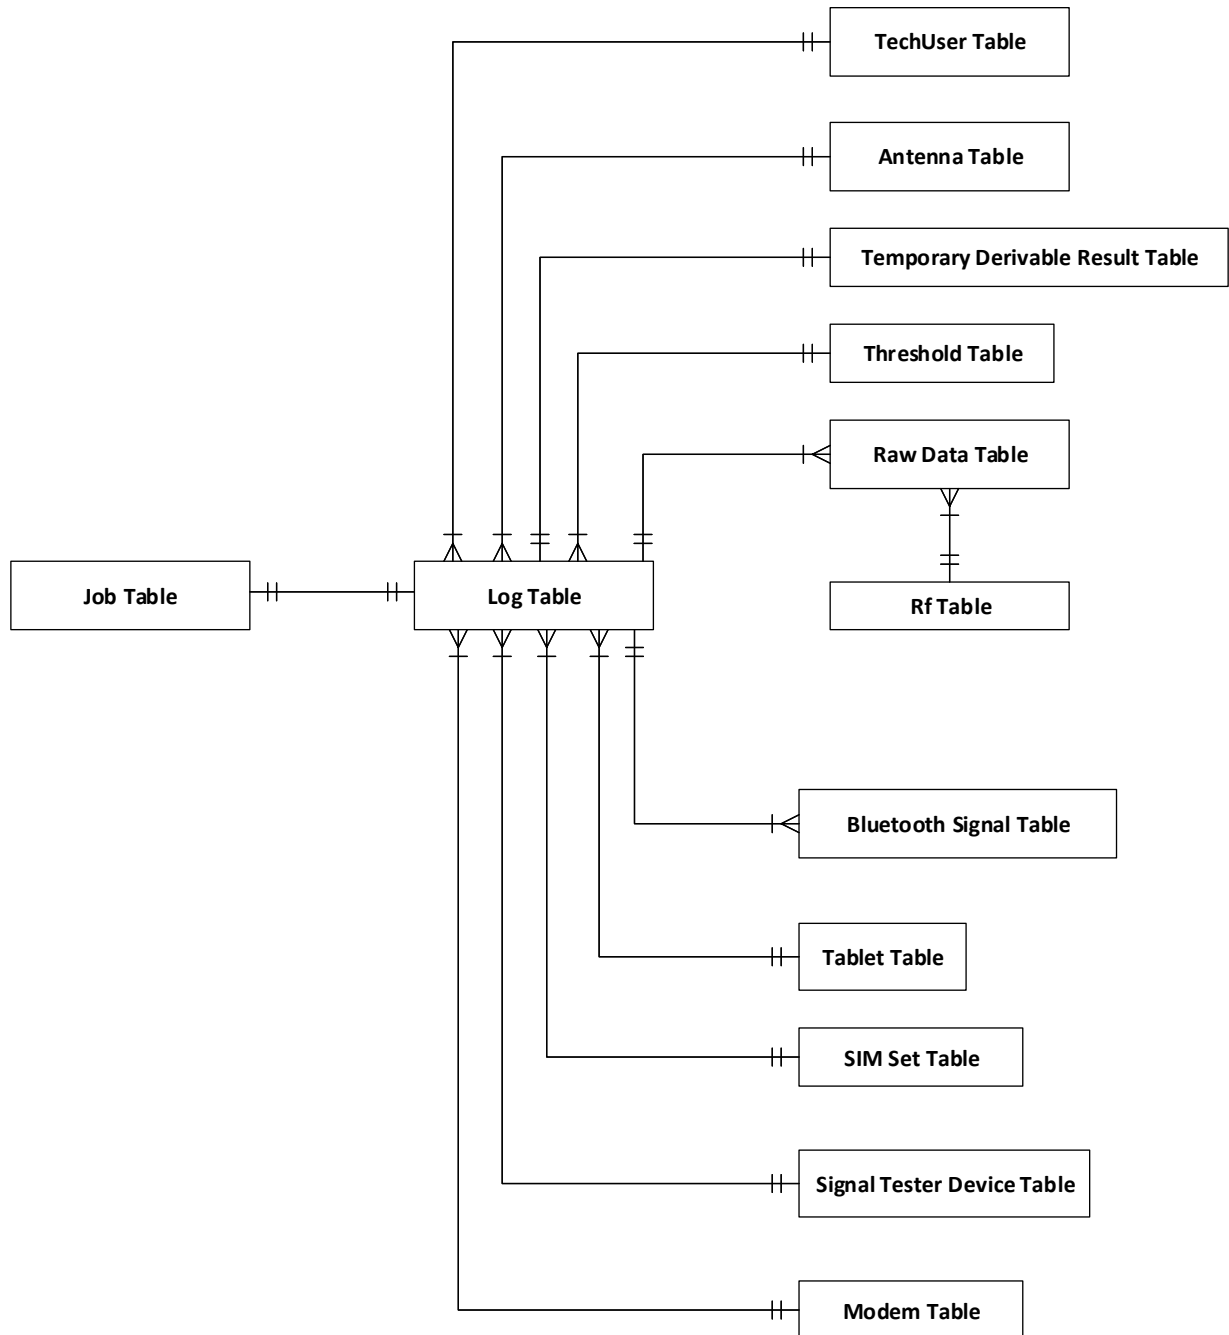 TechUser Table
Antenna Table
Temporary Derivable Result Table
Threshold Table
Raw Data Table
Job Table
Log Table
Rf Table
Bluetooth Signal Table
Tablet Table
SIM Set Table
Signal Tester Device Table
Modem Table